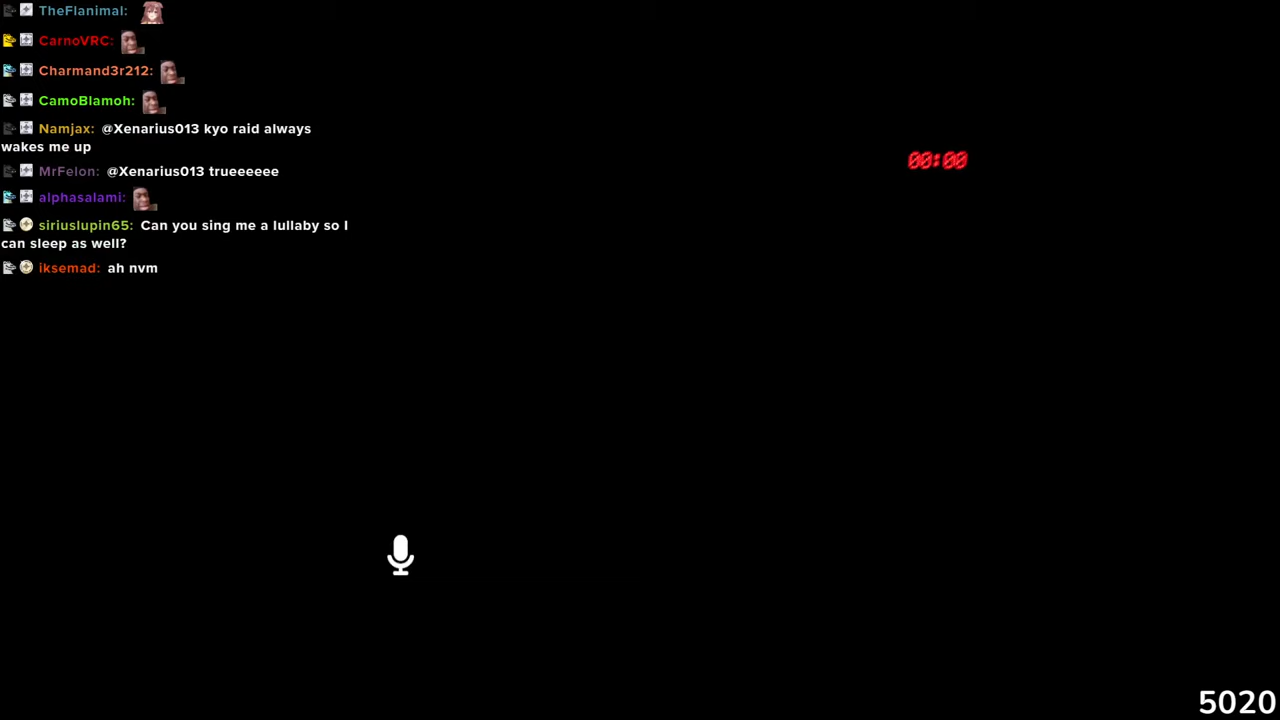 TheFlanimal:
CarnoVRC:
Charmand3r212:
CamoBlamoh:
Namjax: @Xenarius013 kyo raid always
wakes me up
MrFelon: @Xenarius013 trueeeeee
alphasalami:
siriuslupin65: Can you sing me a lullaby so I
can sleep as well?
iksemad: ah nvm
00:00
5020